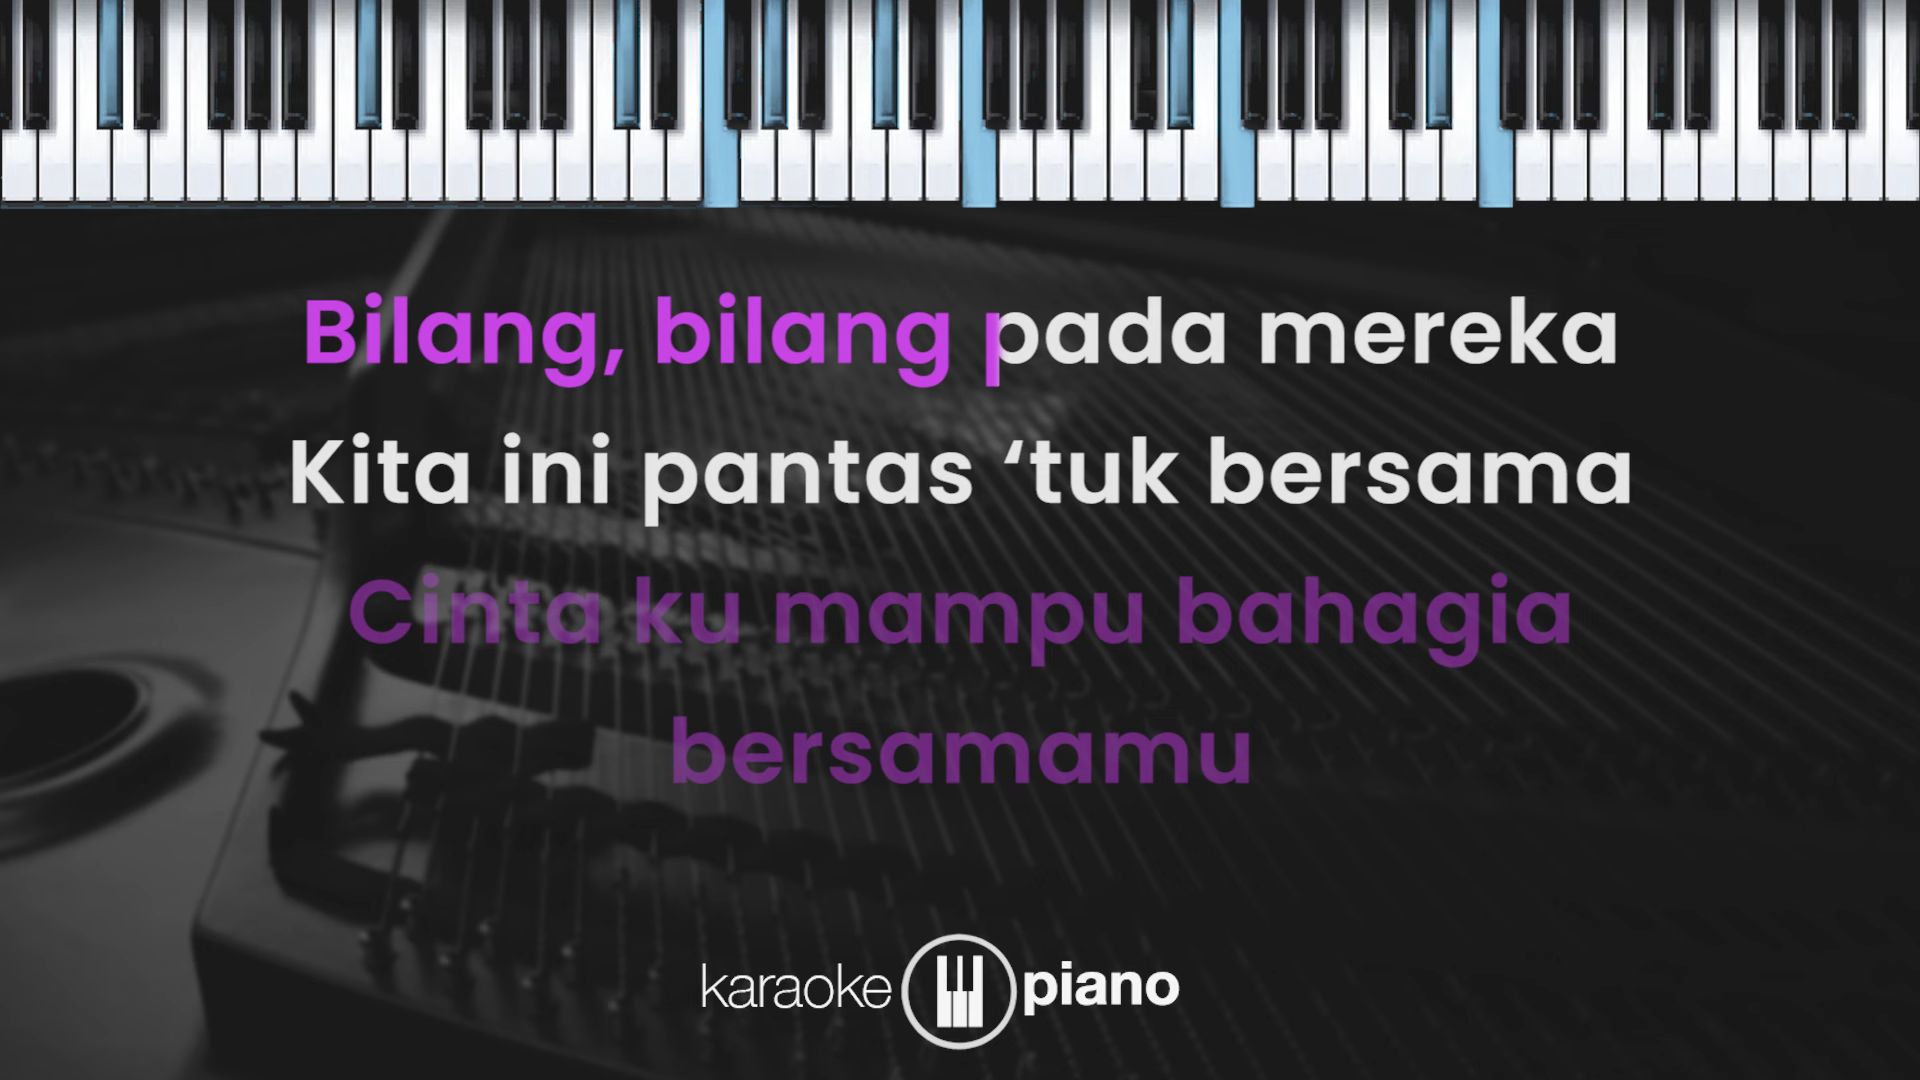 Bilang, bilang pada mereka
Kita ini pantas ‘tuk bersama
Cinta ku mampu bahagia
bersamamu
karaoke piano